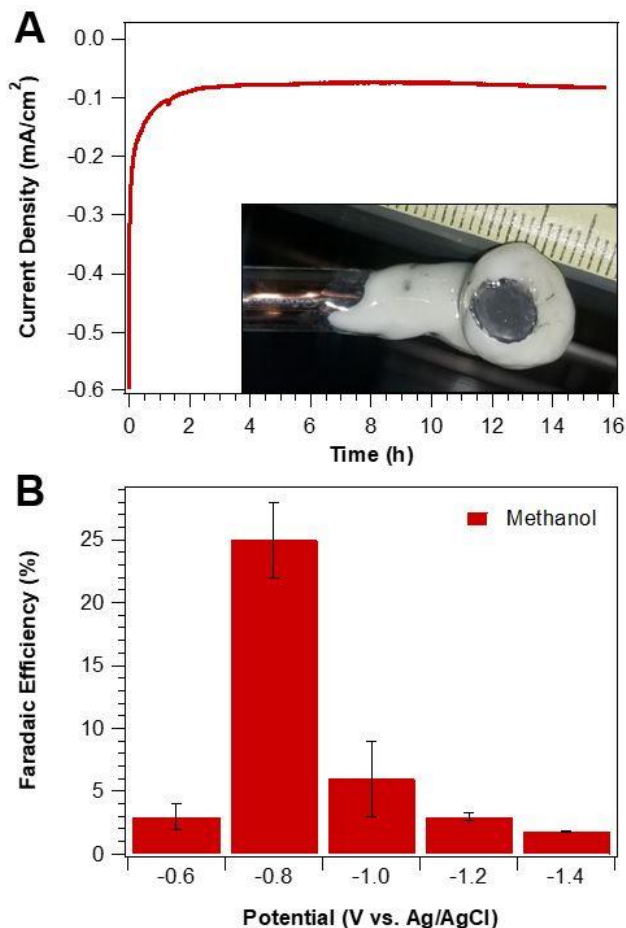 A
0.0
-0.1
-0.2
-0.3
-0.4
-0.5
-0.6
Current Density (mA/cm²)
0 2 4 6 8 10 12 14 16
Time (h)
B
Methanol
25
20
15
10
5
0
Faradaic Efficiency (%)
-0.6 -0.8 -1.0 -1.2 -1.4
Potential (V vs. Ag/AgCl)